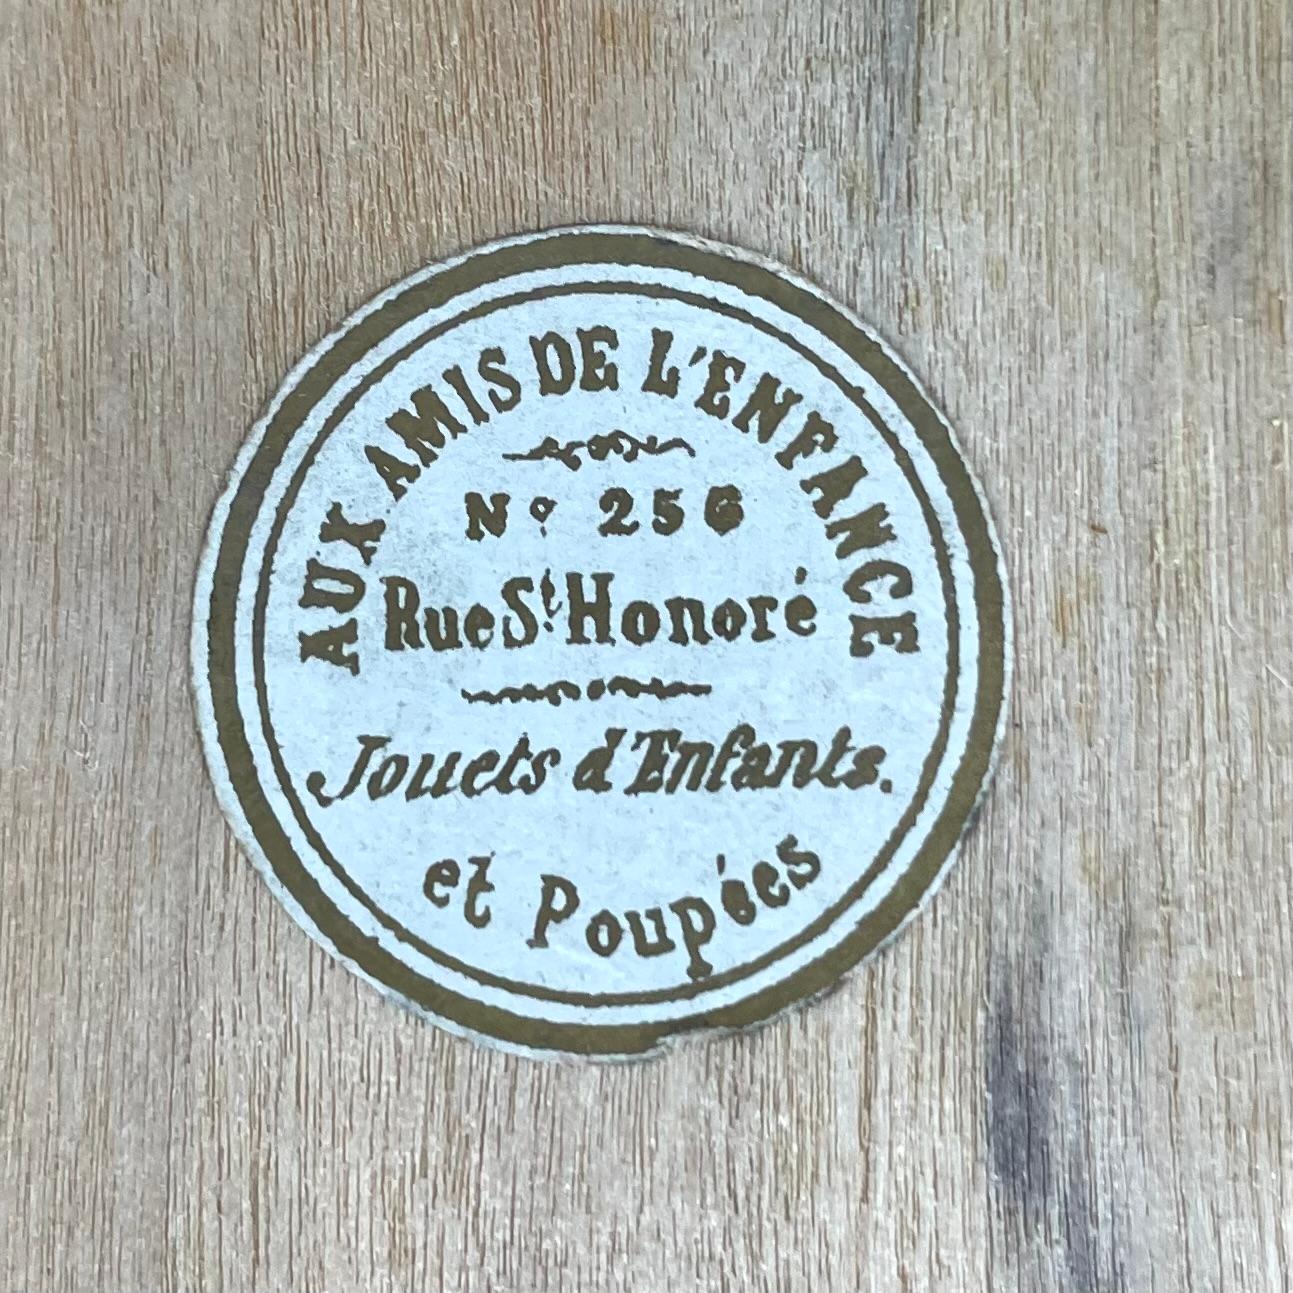 AUX AMIS DE L'ENFANCE
No 256
Rue St Honoré
Jouets d'Enfants.
et Poupées